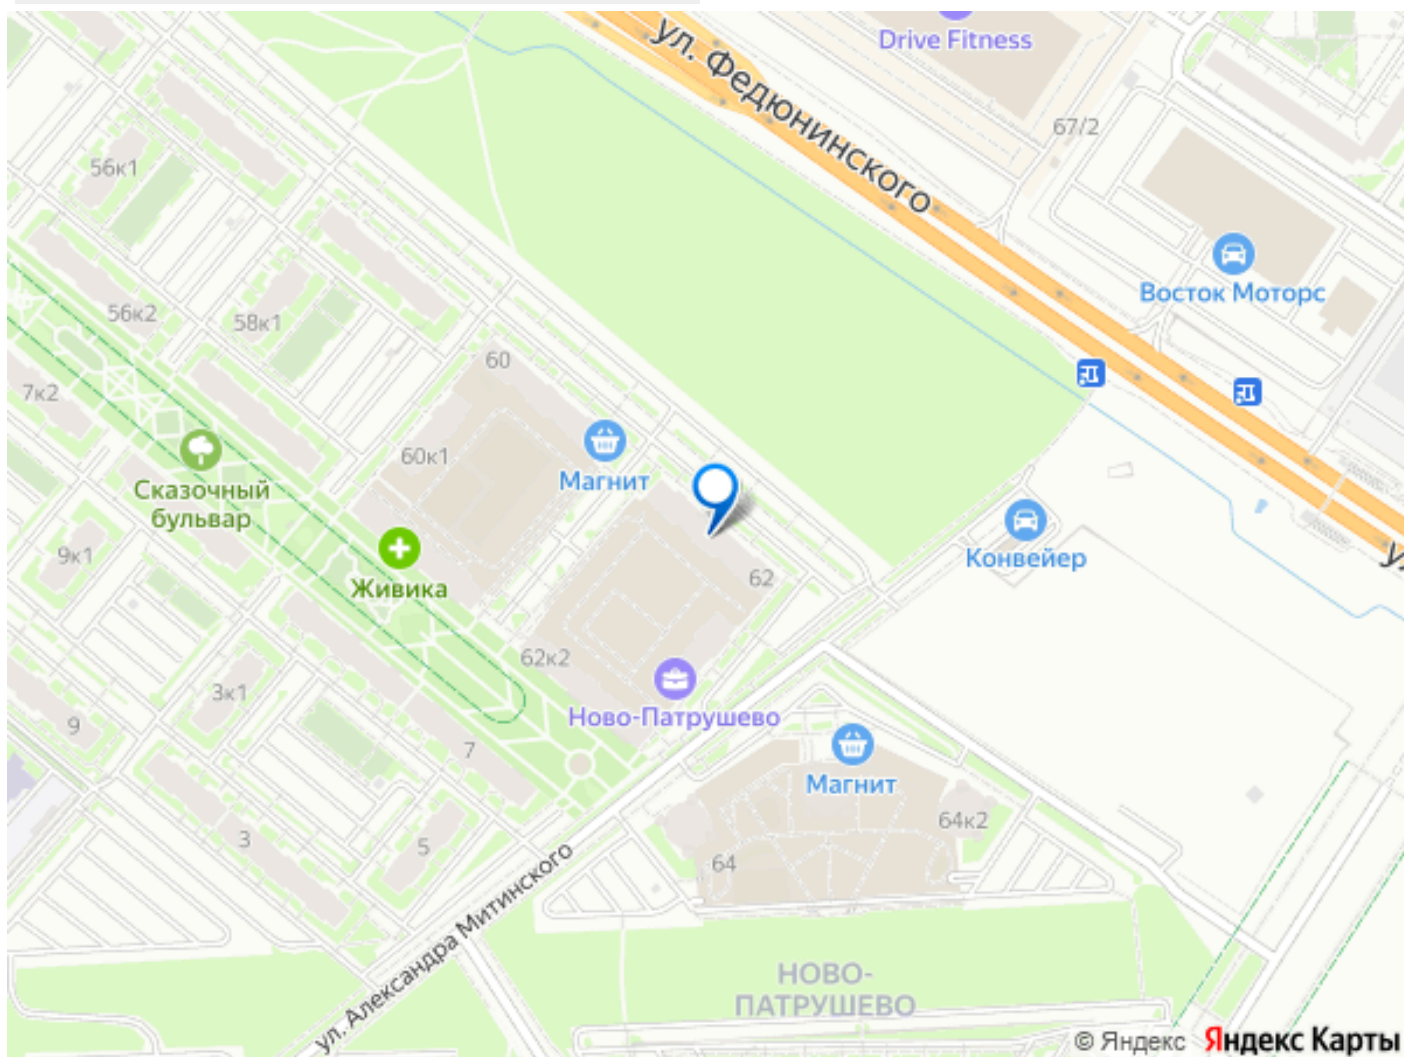 Drive Fitness
ул. Федюнинского
67/2
56к1
Восток Моторс
56к2
58к1
60
7к2
60к1
Магнит
Сказочный
бульвар
Живика
Конвейер
9к1
62
62к2
3к1
Ново-Патрушево
9
7
Магнит
64к2
3
5
64
ул. Александра Митинского
НОВО-
ПАТРУШЕВО
© Яндекс Яндекс Карты